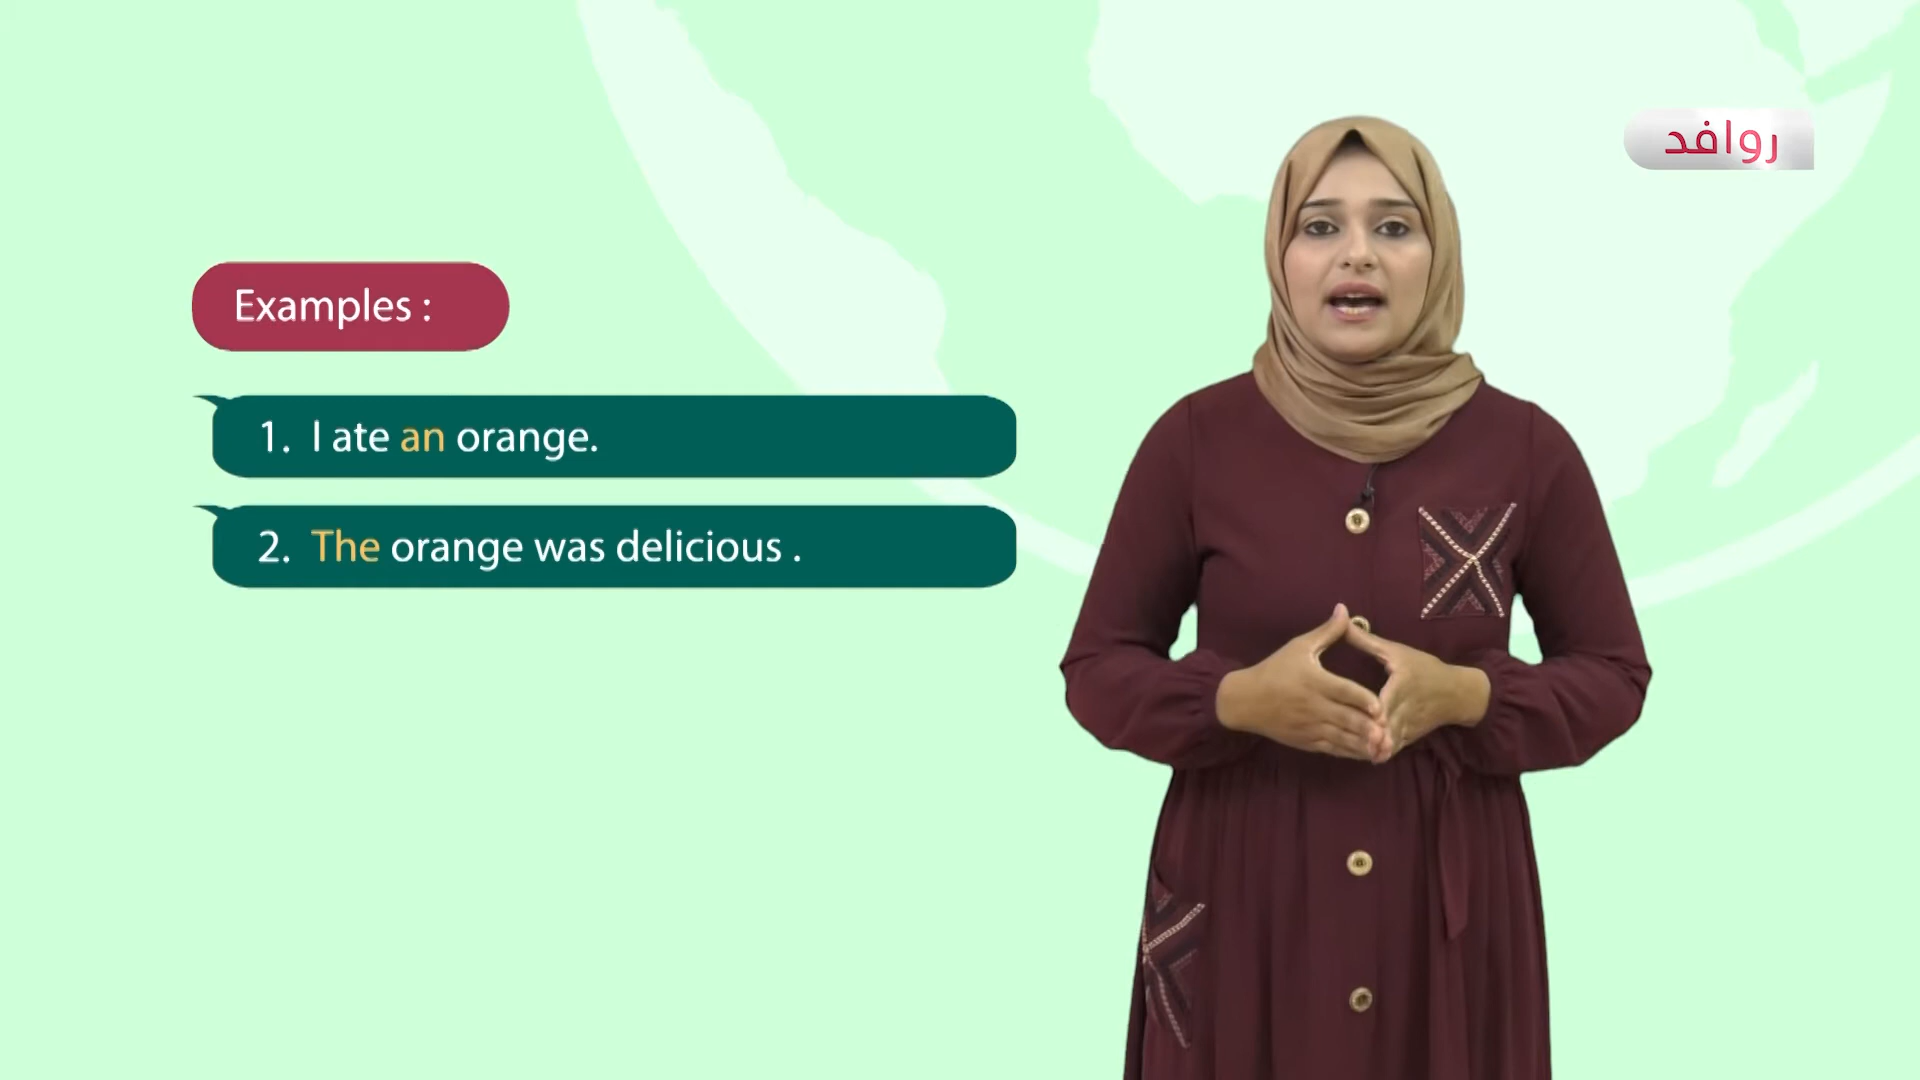 روافد
Examples :
1. I ate an orange.
2. The orange was delicious .